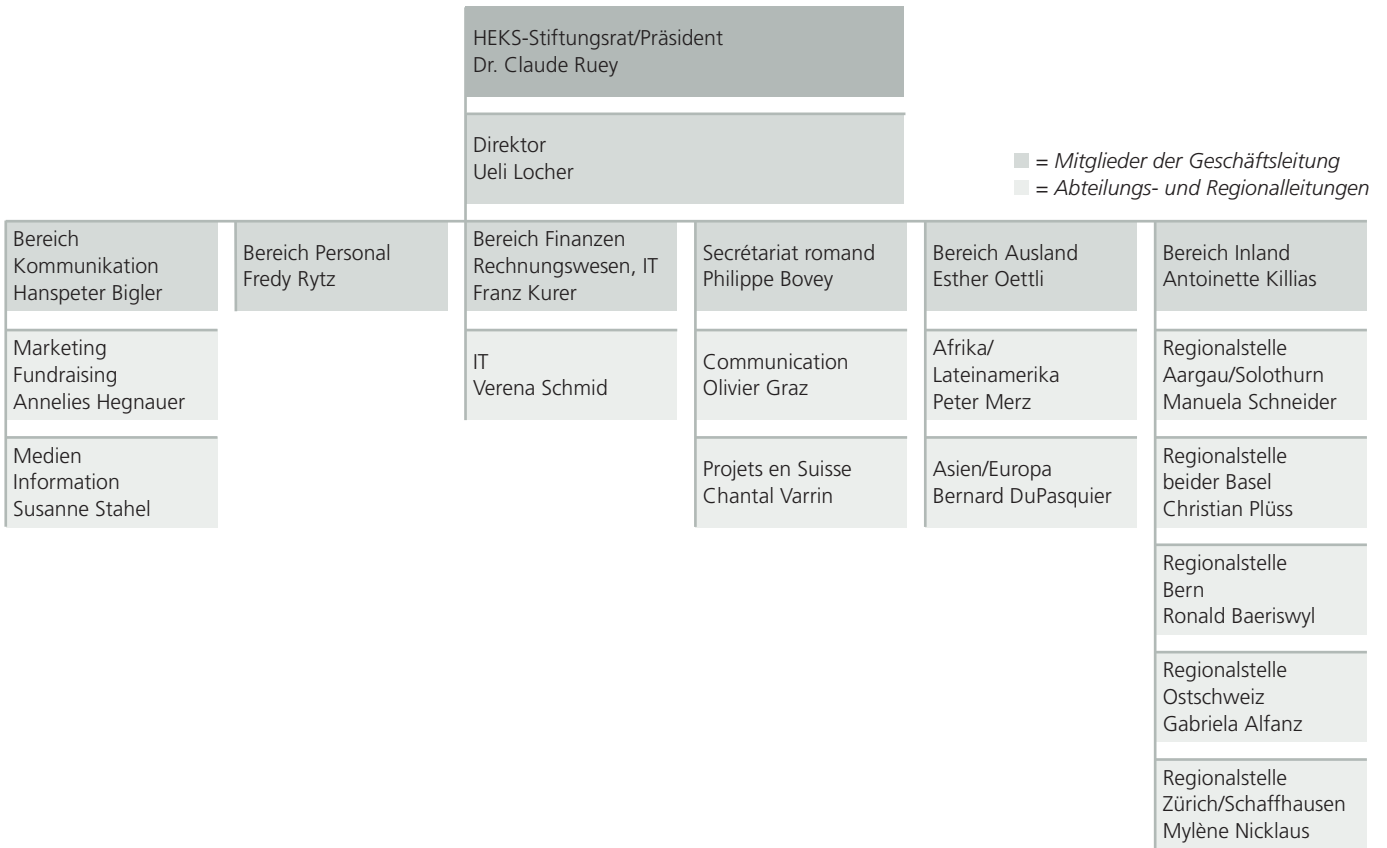 HEKS-Stiftungsrat/Präsident
Dr. Claude Ruey
Direktor
Ueli Locher
= Mitglieder der Geschäftsleitung
= Abteilungs- und Regionalleitungen
Bereich
Kommunikation
Hanspeter Bigler
Bereich Personal
Fredy Rytz
Bereich Finanzen
Rechnungswesen, IT
Franz Kurer
Secrétariat romand
Philippe Bovey
Bereich Ausland
Esther Oettli
Bereich Inland
Antoinette Killias
Marketing
Fundraising
Annelies Hegnauer
IT
Verena Schmid
Communication
Olivier Graz
Afrika/
Lateinamerika
Peter Merz
Regionalstelle
Aargau/Solothurn
Manuela Schneider
Medien
Information
Susanne Stahel
Projets en Suisse
Chantal Varrin
Asien/Europa
Bernard DuPasquier
Regionalstelle
beider Basel
Christian Plüss
Regionalstelle
Bern
Ronald Baeriswyl
Regionalstelle
Ostschweiz
Gabriela Alfanz
Regionalstelle
Zürich/Schaffhausen
Mylène Nicklaus